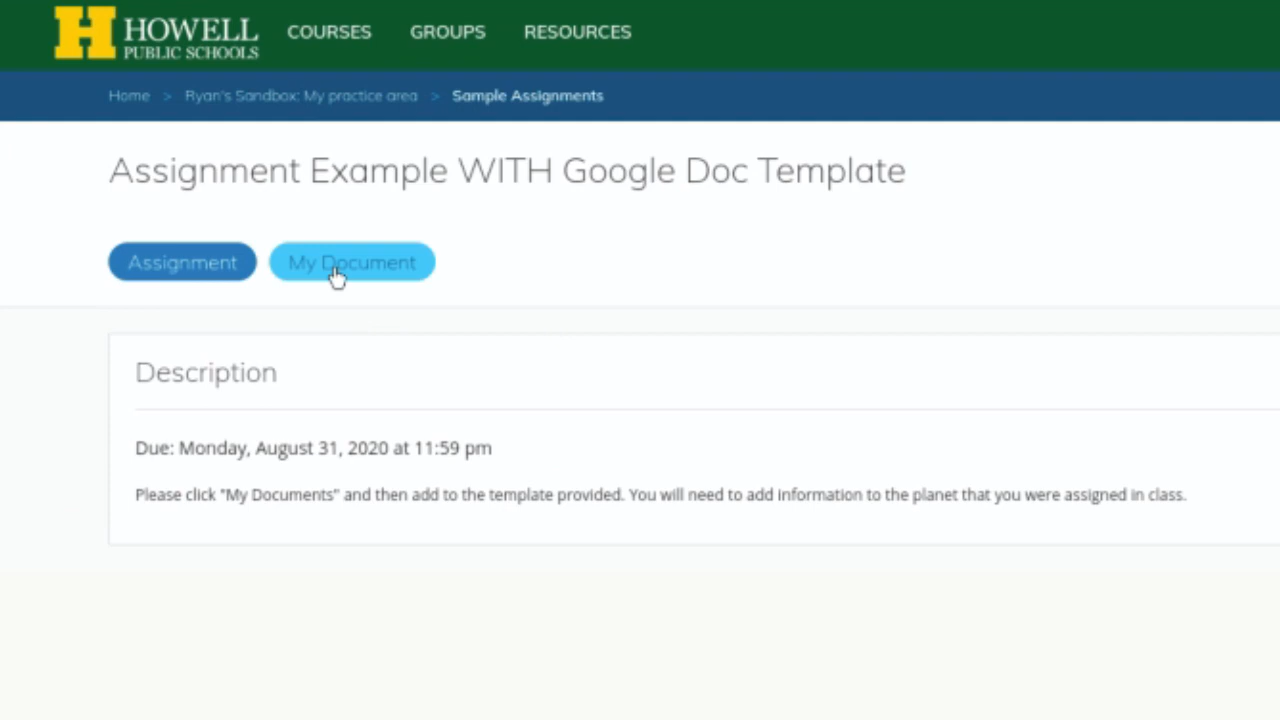 HOWELL
PUBLIC SCHOOLS
COURSES GROUPS RESOURCES
Home > Ryan's Sandbox: My practice area > Sample Assignments
Assignment Example WITH Google Doc Template
Assignment My Document
Description
Due: Monday, August 31, 2020 at 11:59 pm
Please click "My Documents" and then add to the template provided. You will need to add information to the planet that you were assigned in class.